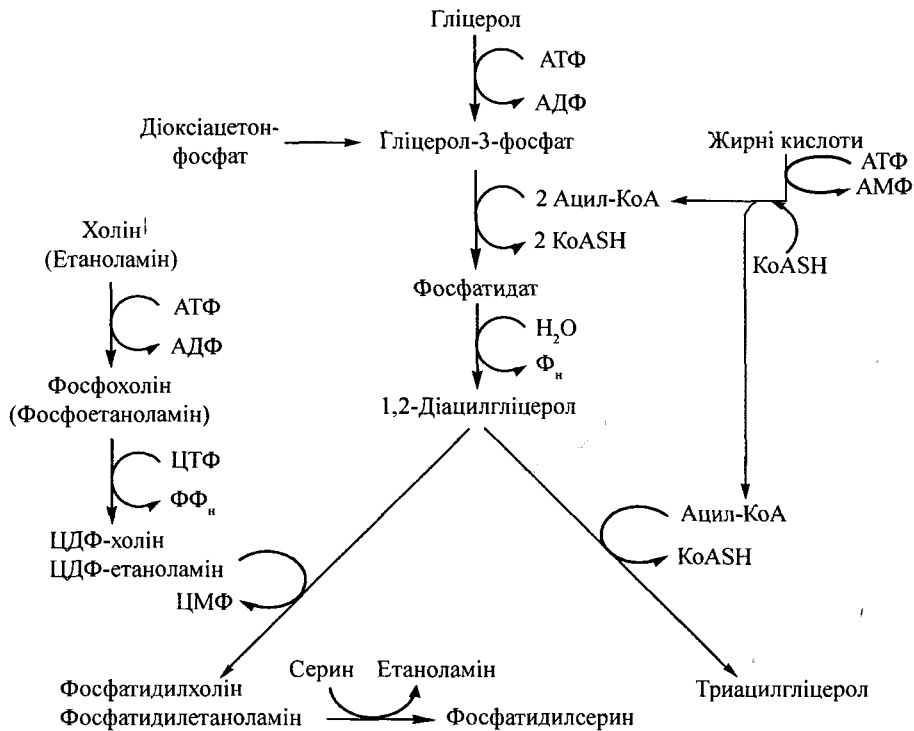 Гліцерол
АТФ
АДФ
Діоксіацетон-
фосфат
Гліцерол-3-фосфат
Жирні кислоти
АТФ
АМФ
2 Ацил-КоА
2 KoASH
KoASH
Холін
(Етаноламін)
Фосфатидат
АТФ
АДФ
H₂O
Фₙ
Фосфохолін
(Фосфоетаноламін)
1,2-Діацилгліцерол
ЦТФ
ФФₙ
ЦДФ-холін
ЦДФ-етаноламін
ЦМФ
Ацил-КоА
KoASH
Серин Етаноламін
Фосфатидилхолін
Фосфатидилетаноламін
Фосфатидилсерин
Триацилгліцерол